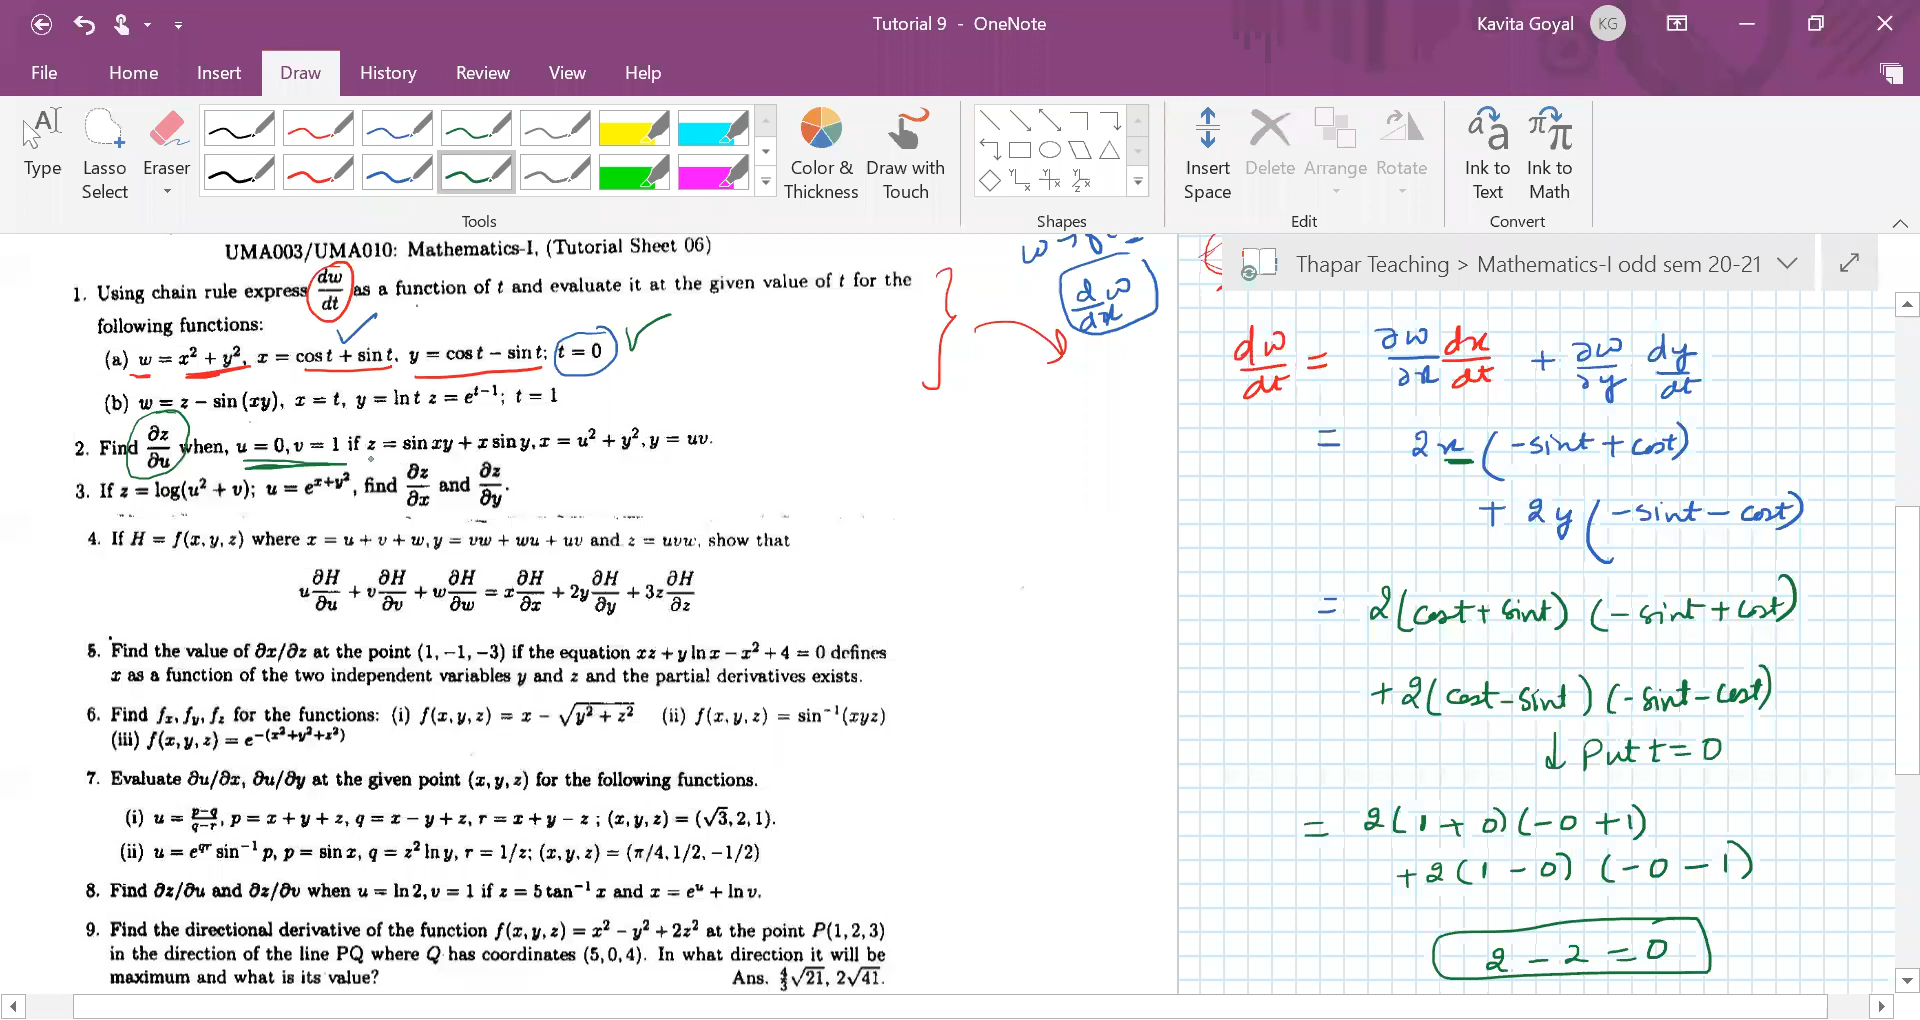 Tutorial 9 - OneNote
Kavita Goyal KG
File Home Insert Draw History Review View Help
Type
Lasso Select
Eraser
Color & Thickness
Draw with Touch
Insert Space
Delete
Arrange
Rotate
Ink to Text
Ink to Math
Tools
Shapes
Edit
Convert
UMA003/UMA010: Mathematics-I, (Tutorial Sheet 06)
1. Using chain rule express dw/dt as a function of t and evaluate it at the given value of t for the
following functions:
(a) w = x² + y², x = cos t + sin t, y = cos t − sin t; t = 0
(b) w = z − sin (xy), x = t, y = ln t z = e^{t−1}; t = 1
2. Find ∂z/∂u when, u = 0, v = 1 if z = sin xy + x sin y, x = u² + y², y = uv.
3. If z = log(u² + v); u = e^{x+y²}, find ∂z/∂x and ∂z/∂y.
4. If H = f(x, y, z) where x = u + v + w, y = vw + wu + uv and z = uvw, show that
u ∂H/∂u + v ∂H/∂v + w ∂H/∂w = x ∂H/∂x + 2y ∂H/∂y + 3z ∂H/∂z
5. Find the value of ∂x/∂z at the point (1, −1, −3) if the equation xz + y ln x − x² + 4 = 0 defines
x as a function of the two independent variables y and z and the partial derivatives exists.
6. Find fx, fy, fz for the functions: (i) f(x, y, z) = x − √(y² + z²) (ii) f(x, y, z) = sin⁻¹(xyz)
(iii) f(x, y, z) = e^{−(x²+y²+z²)}
7. Evaluate ∂u/∂x, ∂u/∂y at the given point (x, y, z) for the following functions.
(i) u = (p−q)/(q−r), p = x + y + z, q = x − y + z, r = x + y − z ; (x, y, z) = (√3, 2, 1).
(ii) u = e^{qr} sin⁻¹ p, p = sin x, q = z² ln y, r = 1/z; (x, y, z) = (π/4, 1/2, −1/2)
8. Find ∂z/∂u and ∂z/∂v when u = ln 2, v = 1 if z = 5 tan⁻¹ x and x = e^u + ln v.
9. Find the directional derivative of the function f(x, y, z) = x² − y² + 2z² at the point P(1, 2, 3)
in the direction of the line PQ where Q has coordinates (5, 0, 4). In what direction it will be
maximum and what is its value? Ans. 4/3 √21, 2√41.
dw/dx
Thapar Teaching > Mathematics-I odd sem 20-21
dw/dt = ∂w/∂x dx/dt + ∂w/∂y dy/dt
= 2x (-sint + cost)
+ 2y (-sint - cost)
= 2(cost + sint) (-sint + cost)
+2(cost-sint) (-sint-cost)
↓ Put t = 0
= 2(1 + 0)(-0 + 1)
+2(1 - 0) (-0 - 1)
2 - 2 = 0